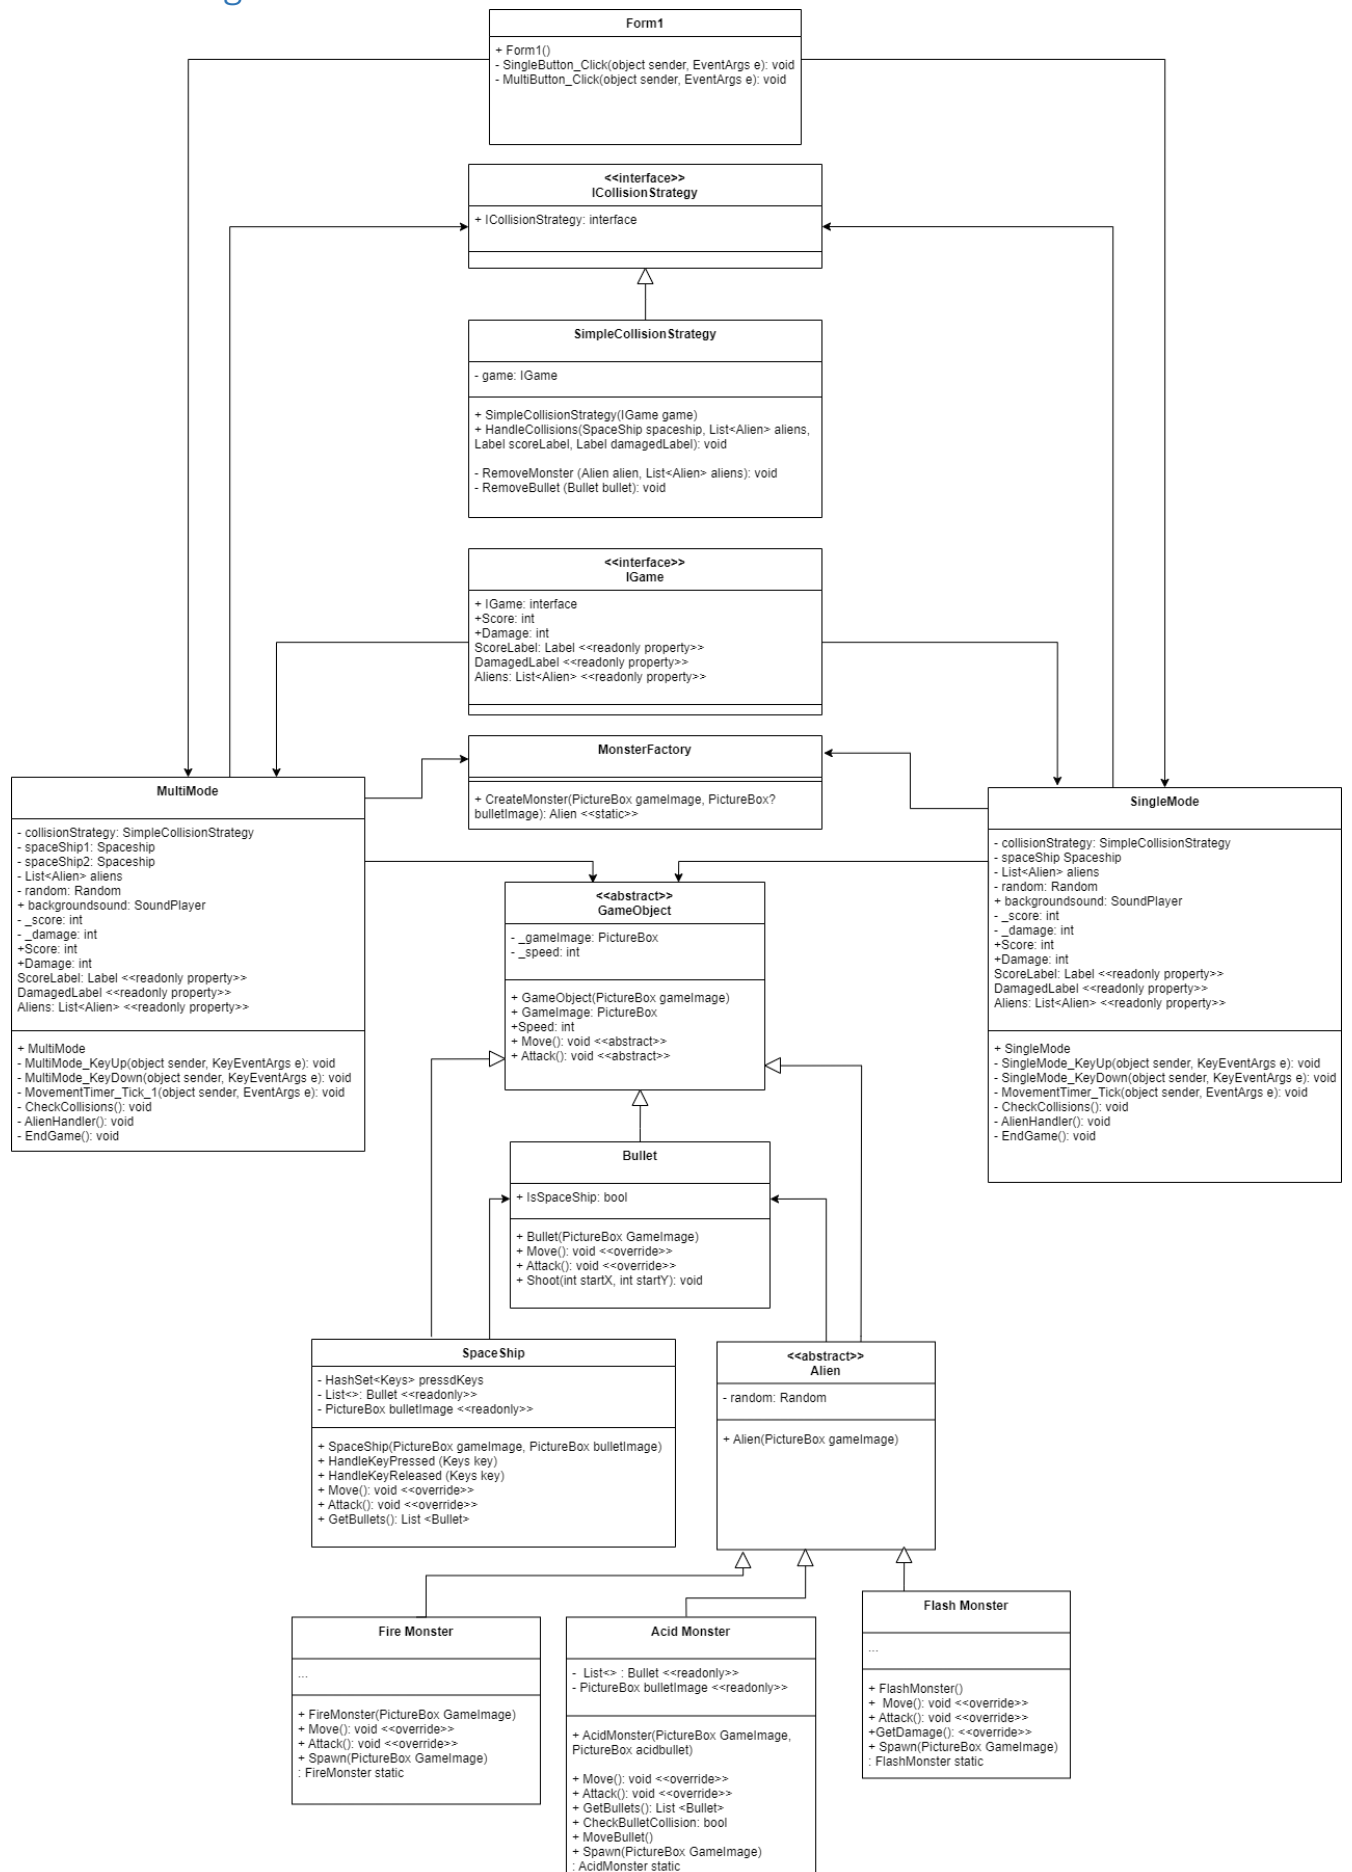 g
Form1
+ Form1()
- SingleButton_Click(object sender, EventArgs e): void
- MultiButton_Click(object sender, EventArgs e): void
<<interface>>
ICollisionStrategy
+ ICollisionStrategy: interface
SimpleCollisionStrategy
- game: IGame
+ SimpleCollisionStrategy(IGame game)
+ HandleCollisions(SpaceShip spaceship, List<Alien> aliens,
Label scoreLabel, Label damagedLabel): void
- RemoveMonster (Alien alien, List<Alien> aliens): void
- RemoveBullet (Bullet bullet): void
<<interface>>
IGame
+ IGame: interface
+Score: int
+Damage: int
ScoreLabel: Label <<readonly property>>
DamagedLabel <<readonly property>>
Aliens: List<Alien> <<readonly property>>
MonsterFactory
+ CreateMonster(PictureBox gameImage, PictureBox?
bulletImage): Alien <<static>>
MultiMode
- collisionStrategy: SimpleCollisionStrategy
- spaceShip1: Spaceship
- spaceShip2: Spaceship
- List<Alien> aliens
- random: Random
+ backgroundsound: SoundPlayer
- _score: int
- _damage: int
+Score: int
+Damage: int
ScoreLabel: Label <<readonly property>>
DamagedLabel <<readonly property>>
Aliens: List<Alien> <<readonly property>>
+ MultiMode
- MultiMode_KeyUp(object sender, KeyEventArgs e): void
- MultiMode_KeyDown(object sender, KeyEventArgs e): void
- MovementTimer_Tick_1(object sender, EventArgs e): void
- CheckCollisions(): void
- AlienHandler(): void
- EndGame(): void
SingleMode
- collisionStrategy: SimpleCollisionStrategy
- spaceShip Spaceship
- List<Alien> aliens
- random: Random
+ backgroundsound: SoundPlayer
- _score: int
- _damage: int
+Score: int
+Damage: int
ScoreLabel: Label <<readonly property>>
DamagedLabel <<readonly property>>
Aliens: List<Alien> <<readonly property>>
+ SingleMode
- SingleMode_KeyUp(object sender, KeyEventArgs e): void
- SingleMode_KeyDown(object sender, KeyEventArgs e): void
- MovementTimer_Tick(object sender, EventArgs e): void
- CheckCollisions(): void
- AlienHandler(): void
- EndGame(): void
<<abstract>>
GameObject
- _gameImage: PictureBox
- _speed: int
+ GameObject(PictureBox gameImage)
+ GameImage: PictureBox
+Speed: int
+ Move(): void <<abstract>>
+ Attack(): void <<abstract>>
Bullet
+ IsSpaceShip: bool
+ Bullet(PictureBox GameImage)
+ Move(): void <<override>>
+ Attack(): void <<override>>
+ Shoot(int startX, int startY): void
SpaceShip
- HashSet<Keys> pressdKeys
- List<>: Bullet <<readonly>>
- PictureBox bulletImage <<readonly>>
+ SpaceShip(PictureBox gameImage, PictureBox bulletImage)
+ HandleKeyPressed (Keys key)
+ HandleKeyReleased (Keys key)
+ Move(): void <<override>>
+ Attack(): void <<override>>
+ GetBullets(): List <Bullet>
<<abstract>>
Alien
- random: Random
+ Alien(PictureBox gameImage)
Fire Monster
...
+ FireMonster(PictureBox GameImage)
+ Move(): void <<override>>
+ Attack(): void <<override>>
+ Spawn(PictureBox GameImage)
: FireMonster static
Acid Monster
- List<> : Bullet <<readonly>>
- PictureBox bulletImage <<readonly>>
+ AcidMonster(PictureBox GameImage,
PictureBox acidbullet)
+ Move(): void <<override>>
+ Attack(): void <<override>>
+ GetBullets(): List <Bullet>
+ CheckBulletCollision: bool
+ MoveBullet()
+ Spawn(PictureBox GameImage)
: AcidMonster static
Flash Monster
...
+ FlashMonster()
+ Move(): void <<override>>
+ Attack(): void <<override>>
+GetDamage(): <<override>>
+ Spawn(PictureBox GameImage)
: FlashMonster static